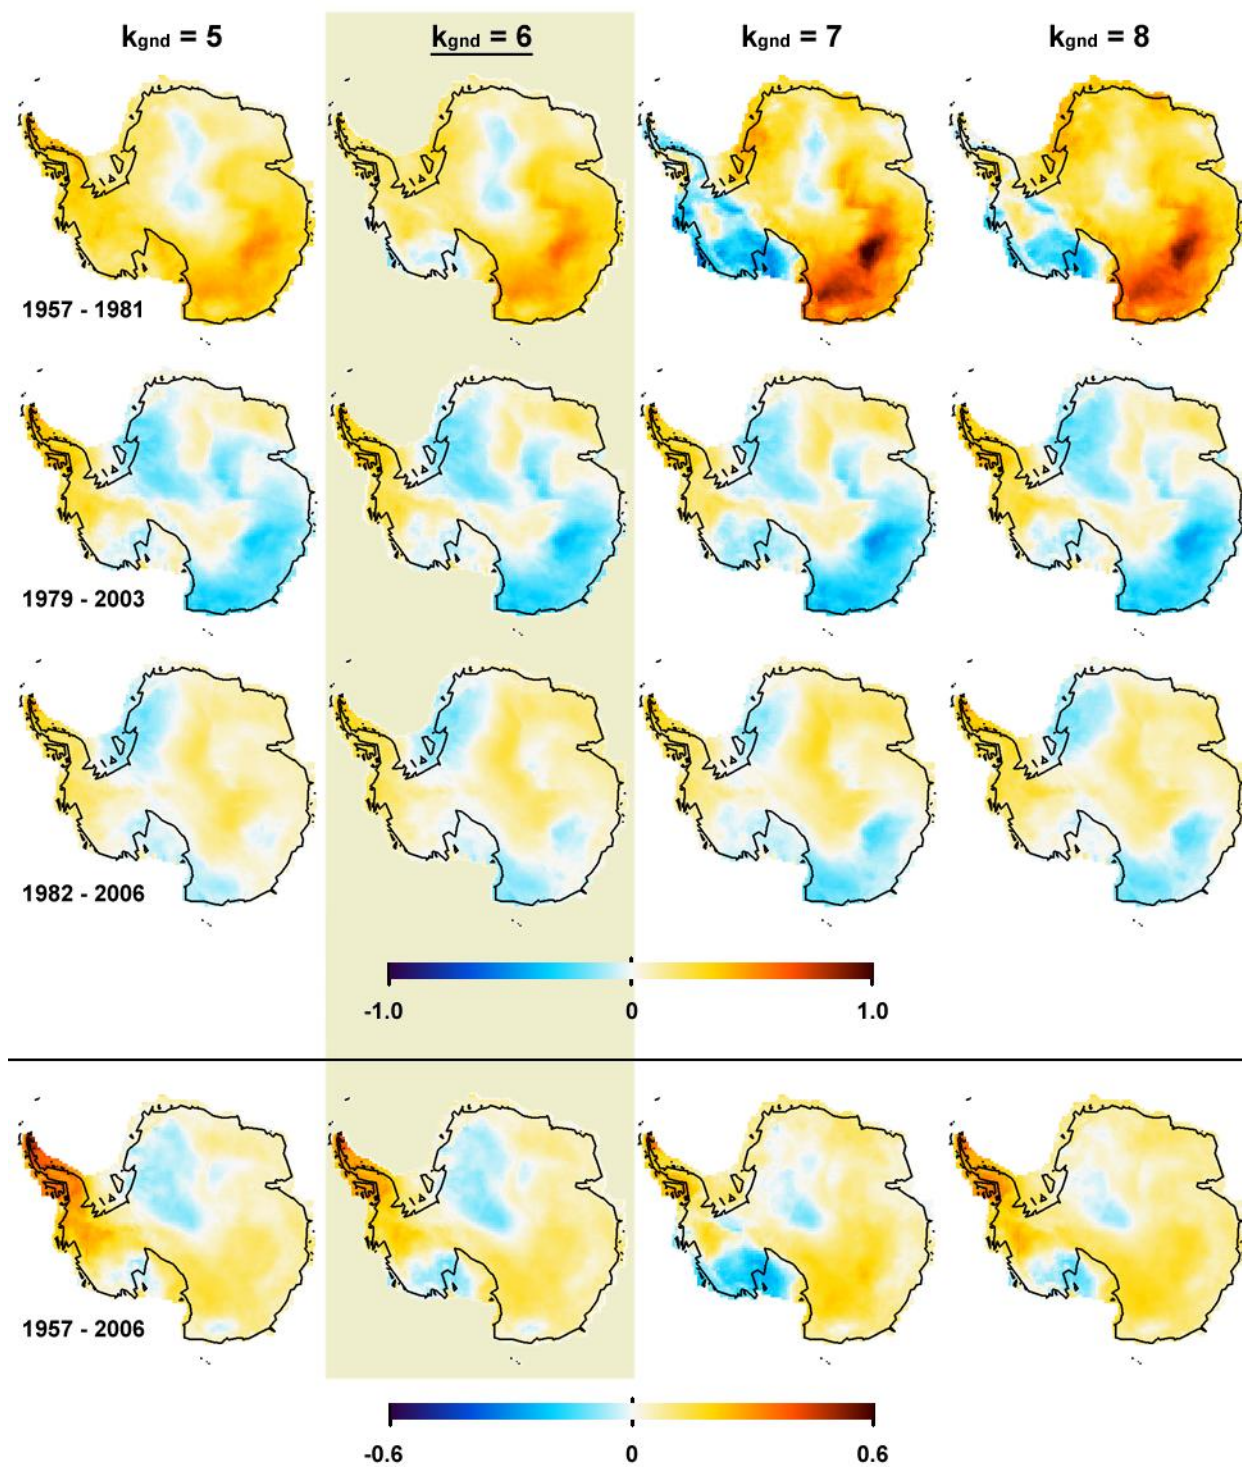 kgnd = 5 kgnd = 6 kgnd = 7 kgnd = 8
1957 - 1981
1979 - 2003
1982 - 2006
-1.0 0 1.0
1957 - 2006
-0.6 0 0.6